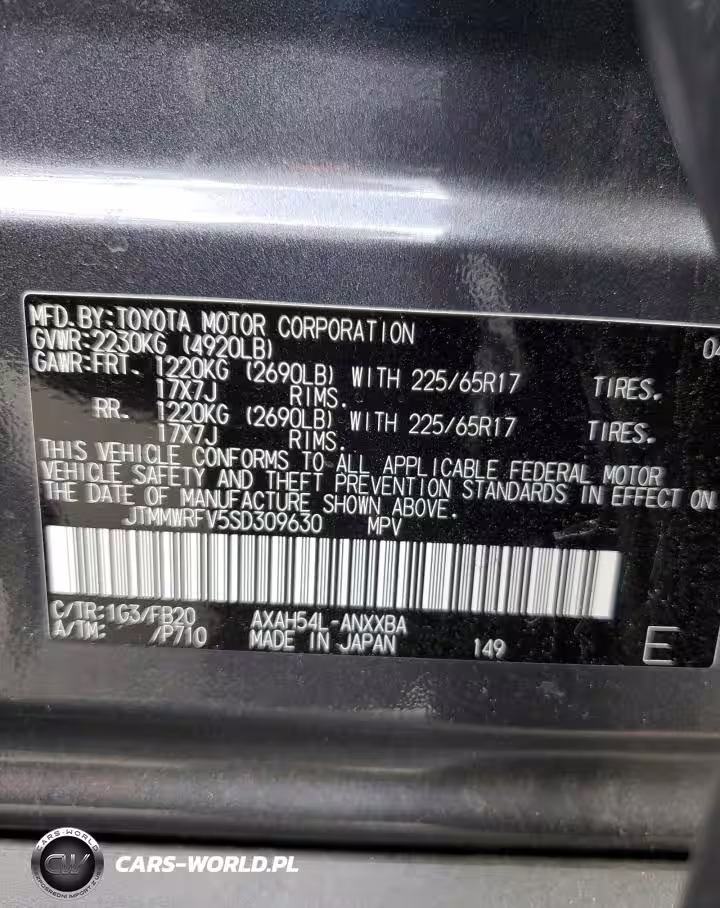 MFD.BY:TOYOTA MOTOR CORPORATION 04
GVWR:2230KG (4920LB)
GAWR:FRT. 1220KG (2690LB) WITH 225/65R17 TIRES.
17X7J RIMS.
RR. 1220KG (2690LB) WITH 225/65R17 TIRES.
17X7J RIMS.
THIS VEHICLE CONFORMS TO ALL APPLICABLE FEDERAL MOTOR
VEHICLE SAFETY AND THEFT PREVENTION STANDARDS IN EFFECT ON
THE DATE OF MANUFACTURE SHOWN ABOVE.
JTMMWRFV5SD309630 MPV
C/TR:1G3/FB20 AXAH54L-ANXXBA
A/TM: /P710 MADE IN JAPAN 149 E
CARS-WORLD
CW
CARS-WORLD.PL